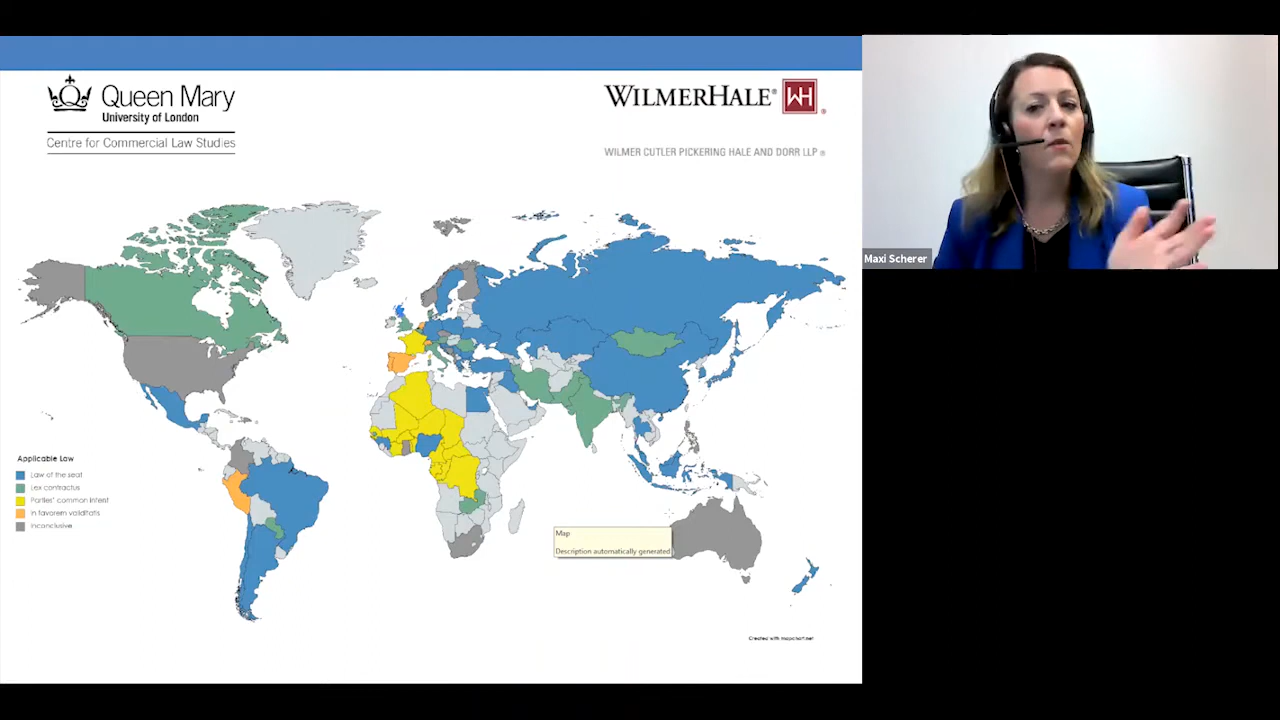 Queen Mary
University of London
Centre for Commercial Law Studies
WILMERHALE®
WH
®
WILMER CUTLER PICKERING HALE AND DORR LLP ®
Maxi Scherer
Applicable Law
Law of the seat
Lex contractus
Parties' common intent
In favorem validitatis
Inconclusive
Map
Description automatically generated
Created with mapchart.net